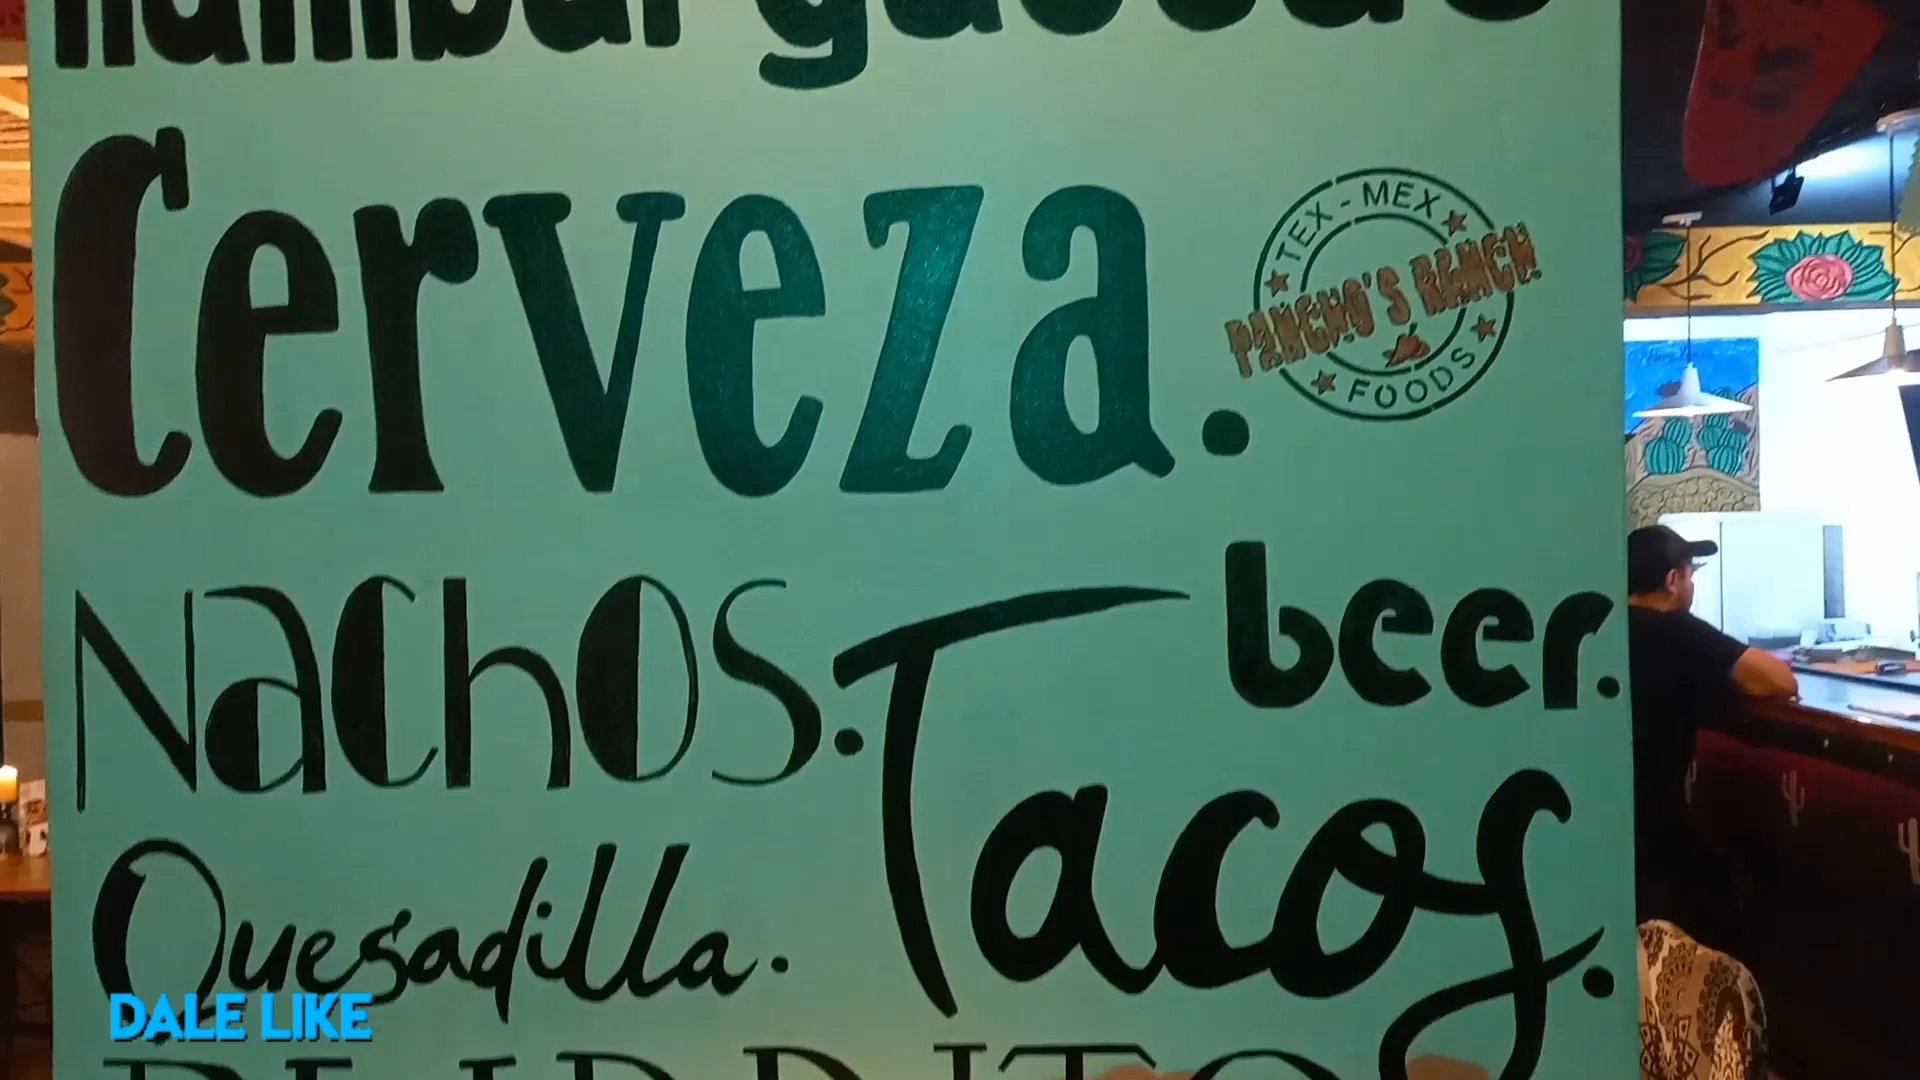 Cerveza.
TEX-MEX
PANCHO'S RANCH
FOODS
Nachos.
beer.
Tacos.
Quesadilla.
DALE LIKE